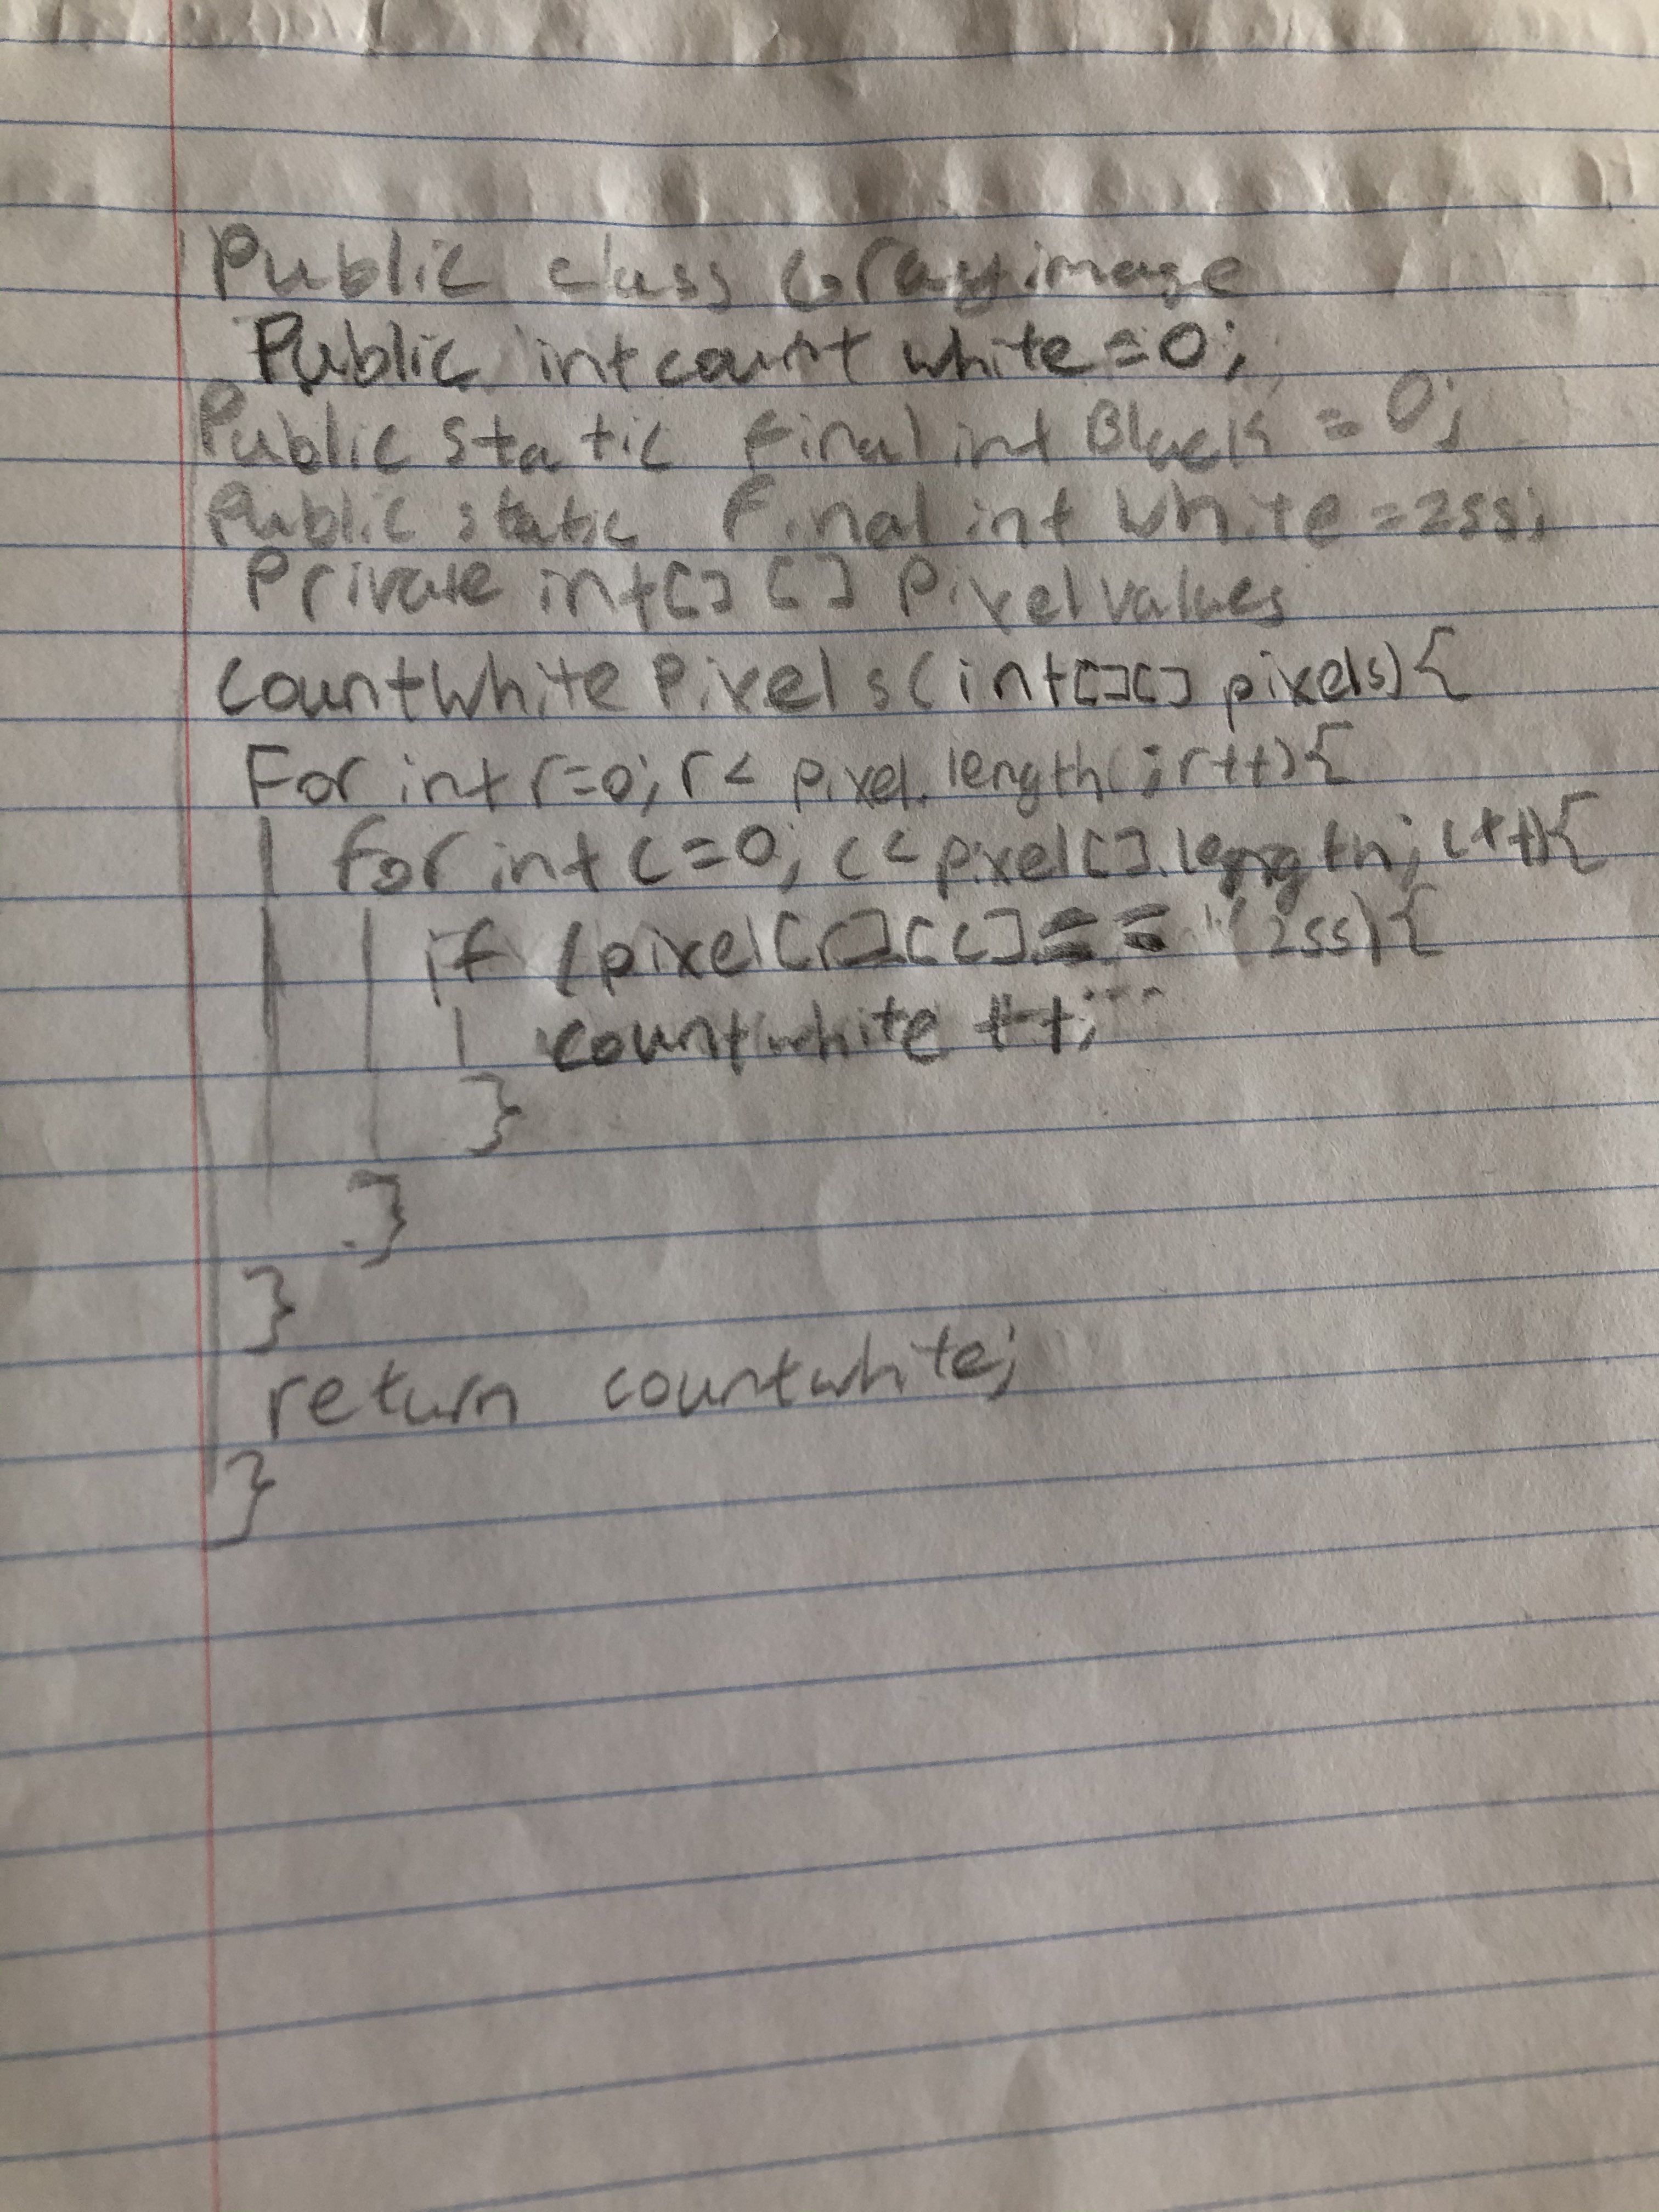 1) Public class Grayimage
Public int count white = 0;
Public static Final int Black = 0;
Public static Final int White = 255;
Private int[] [] Pixel values
CountWhite Pixels(int[][] pixels){
For int r=0; r < pixel.length(; r++){
for int c=0; c < pixel[].length; c++){
if (pixel[r][c] == (255){
countwhite ++;
}
}
}
return countwhite;
}